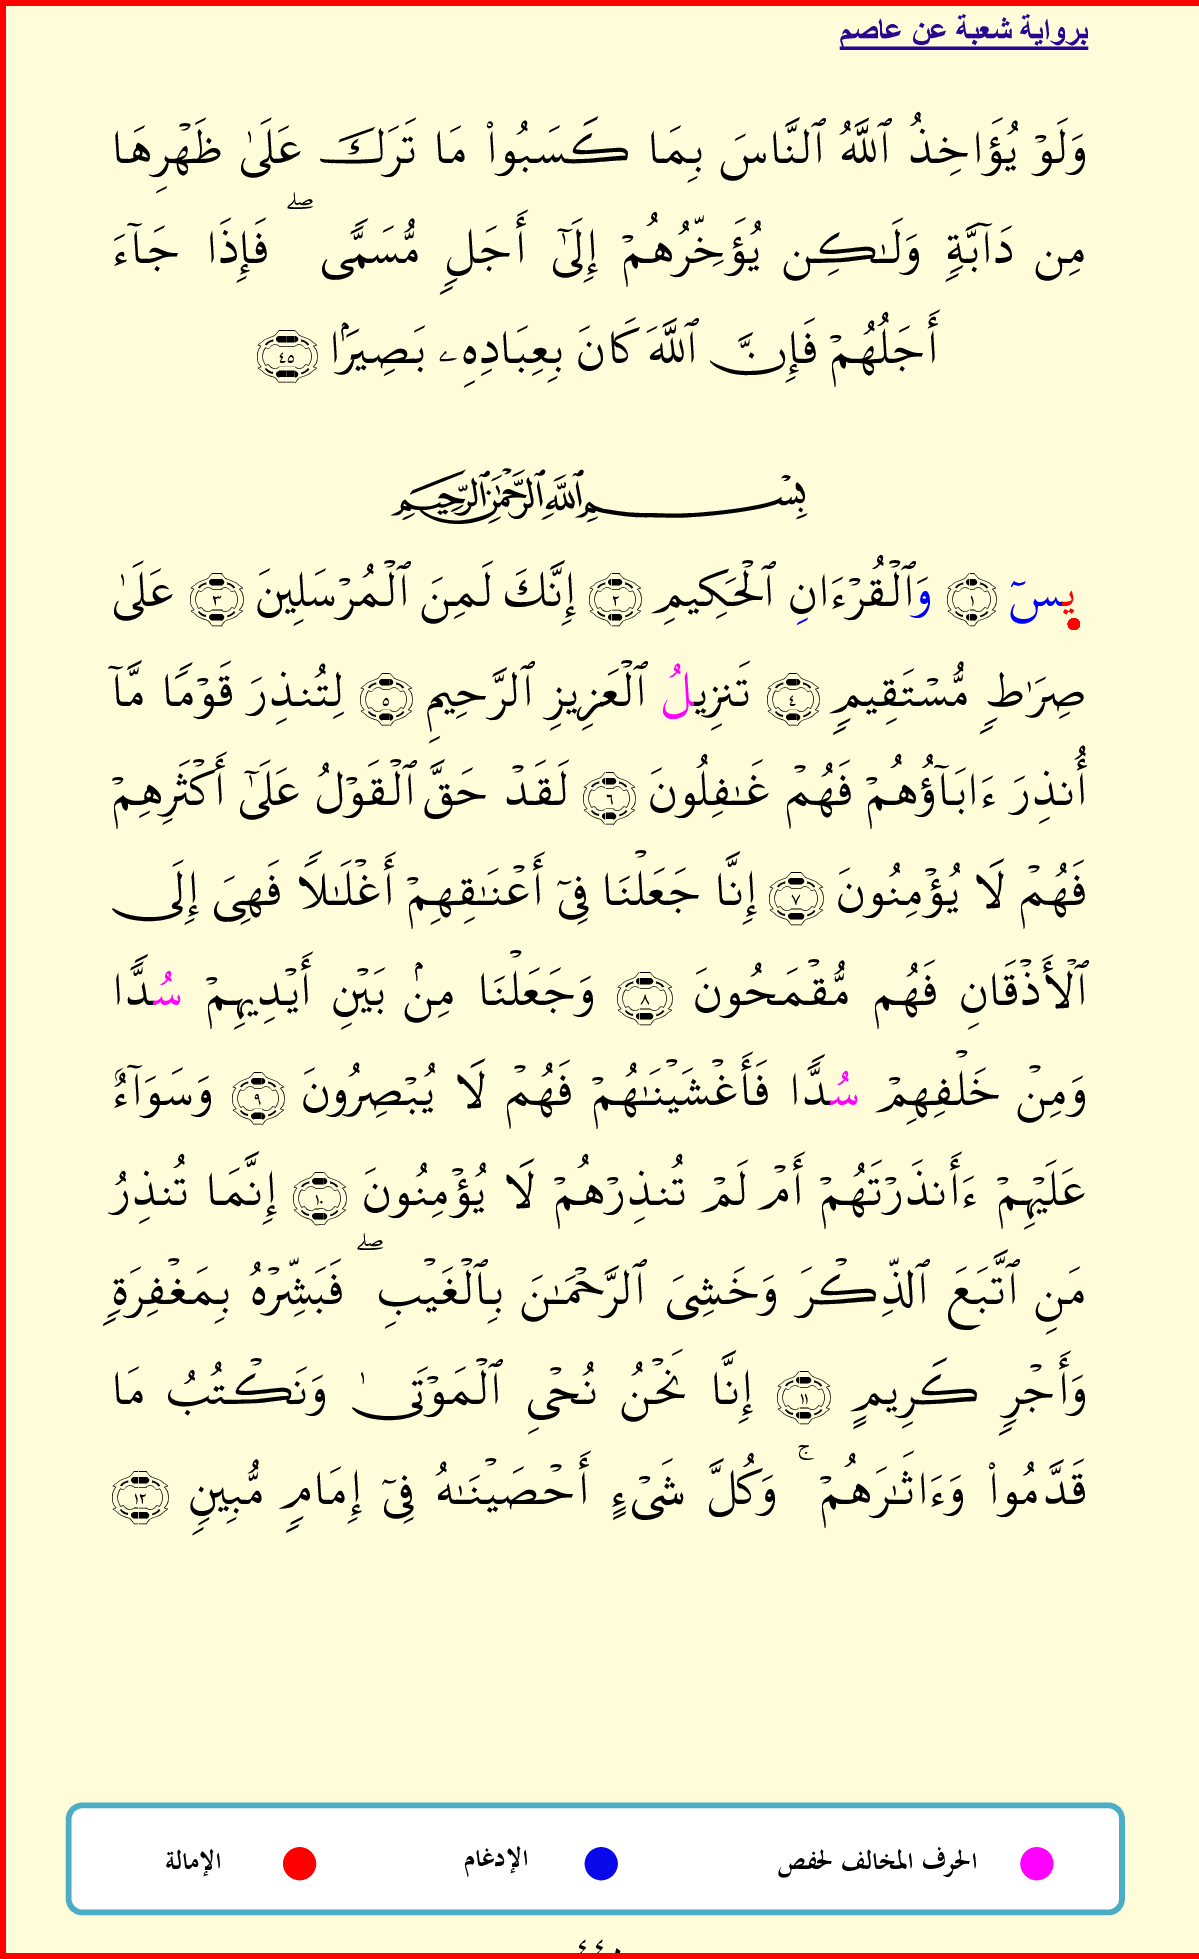 برواية شعبة عن عاصم
وَلَوۡ يُؤَاخِذُ ٱللَّهُ ٱلنَّاسَ بِمَا كَسَبُواْ مَا تَرَكَ عَلَىٰ ظَهۡرِهَا
مِن دَآبَّةٖ وَلَٰكِن يُؤَخِّرُهُمۡ إِلَىٰٓ أَجَلٖ مُّسَمّٗىۖ فَإِذَا جَآءَ
أَجَلُهُمۡ فَإِنَّ ٱللَّهَ كَانَ بِعِبَادِهِۦ بَصِيرَۢا ٤٥
بِسۡمِ ٱللَّهِ ٱلرَّحۡمَٰنِ ٱلرَّحِيمِ
يسٓ ١ وَٱلۡقُرۡءَانِ ٱلۡحَكِيمِ ٢ إِنَّكَ لَمِنَ ٱلۡمُرۡسَلِينَ ٣ عَلَىٰ
صِرَٰطٖ مُّسۡتَقِيمٖ ٤ تَنزِيلُ ٱلۡعَزِيزِ ٱلرَّحِيمِ ٥ لِتُنذِرَ قَوۡمٗا مَّآ
أُنذِرَ ءَابَآؤُهُمۡ فَهُمۡ غَٰفِلُونَ ٦ لَقَدۡ حَقَّ ٱلۡقَوۡلُ عَلَىٰٓ أَكۡثَرِهِمۡ
فَهُمۡ لَا يُؤۡمِنُونَ ٧ إِنَّا جَعَلۡنَا فِيٓ أَعۡنَٰقِهِمۡ أَغۡلَٰلٗا فَهِيَ إِلَى
ٱلۡأَذۡقَانِ فَهُم مُّقۡمَحُونَ ٨ وَجَعَلۡنَا مِنۢ بَيۡنِ أَيۡدِيهِمۡ سُدّٗا
وَمِنۡ خَلۡفِهِمۡ سُدّٗا فَأَغۡشَيۡنَٰهُمۡ فَهُمۡ لَا يُبۡصِرُونَ ٩ وَسَوَآءٌ
عَلَيۡهِمۡ ءَأَنذَرۡتَهُمۡ أَمۡ لَمۡ تُنذِرۡهُمۡ لَا يُؤۡمِنُونَ ١٠ إِنَّمَا تُنذِرُ
مَنِ ٱتَّبَعَ ٱلذِّكۡرَ وَخَشِيَ ٱلرَّحۡمَٰنَ بِٱلۡغَيۡبِۖ فَبَشِّرۡهُ بِمَغۡفِرَةٖ
وَأَجۡرٖ كَرِيمٍ ١١ إِنَّا نَحۡنُ نُحۡيِ ٱلۡمَوۡتَىٰ وَنَكۡتُبُ مَا
قَدَّمُواْ وَءَاثَٰرَهُمۡۚ وَكُلَّ شَيۡءٍ أَحۡصَيۡنَٰهُ فِيٓ إِمَامٖ مُّبِينٖ ١٢
الحرف المخالف لحفص الإدغام الإمالة
٤٤٠